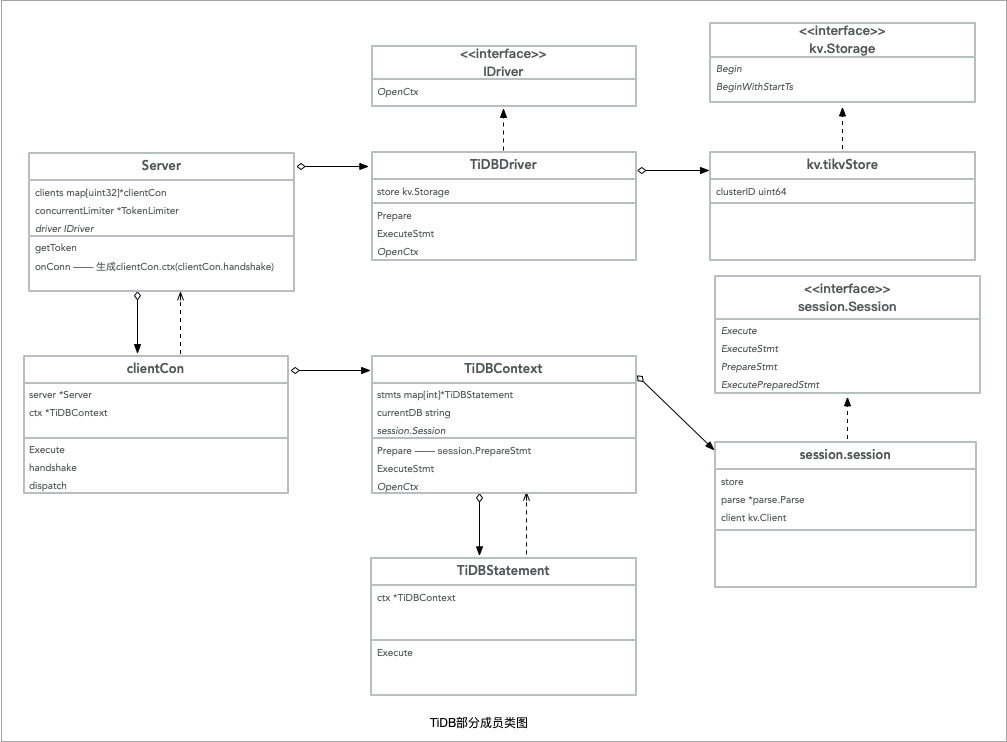 <<interface>>
IDriver
OpenCtx
<<interface>>
kv.Storage
Begin
BeginWithStartTs
Server
clients map[uint32]*clientCon
concurrentLimiter *TokenLimiter
driver IDriver
getToken
onConn —— 生成clientCon.ctx(clientCon.handshake)
TiDBDriver
store kv.Storage
Prepare
ExecuteStmt
OpenCtx
kv.tikvStore
clusterID uint64
<<interface>>
session.Session
Execute
ExecuteStmt
PrepareStmt
ExecutePreparedStmt
clientCon
server *Server
ctx *TiDBContext
Execute
handshake
dispatch
TiDBContext
stmts map[int]*TiDBStatement
currentDB string
session.Session
Prepare —— session.PrepareStmt
ExecuteStmt
OpenCtx
session.session
store
parse *parse.Parse
client kv.Client
TiDBStatement
ctx *TiDBContext
Execute
TiDB部分成员类图